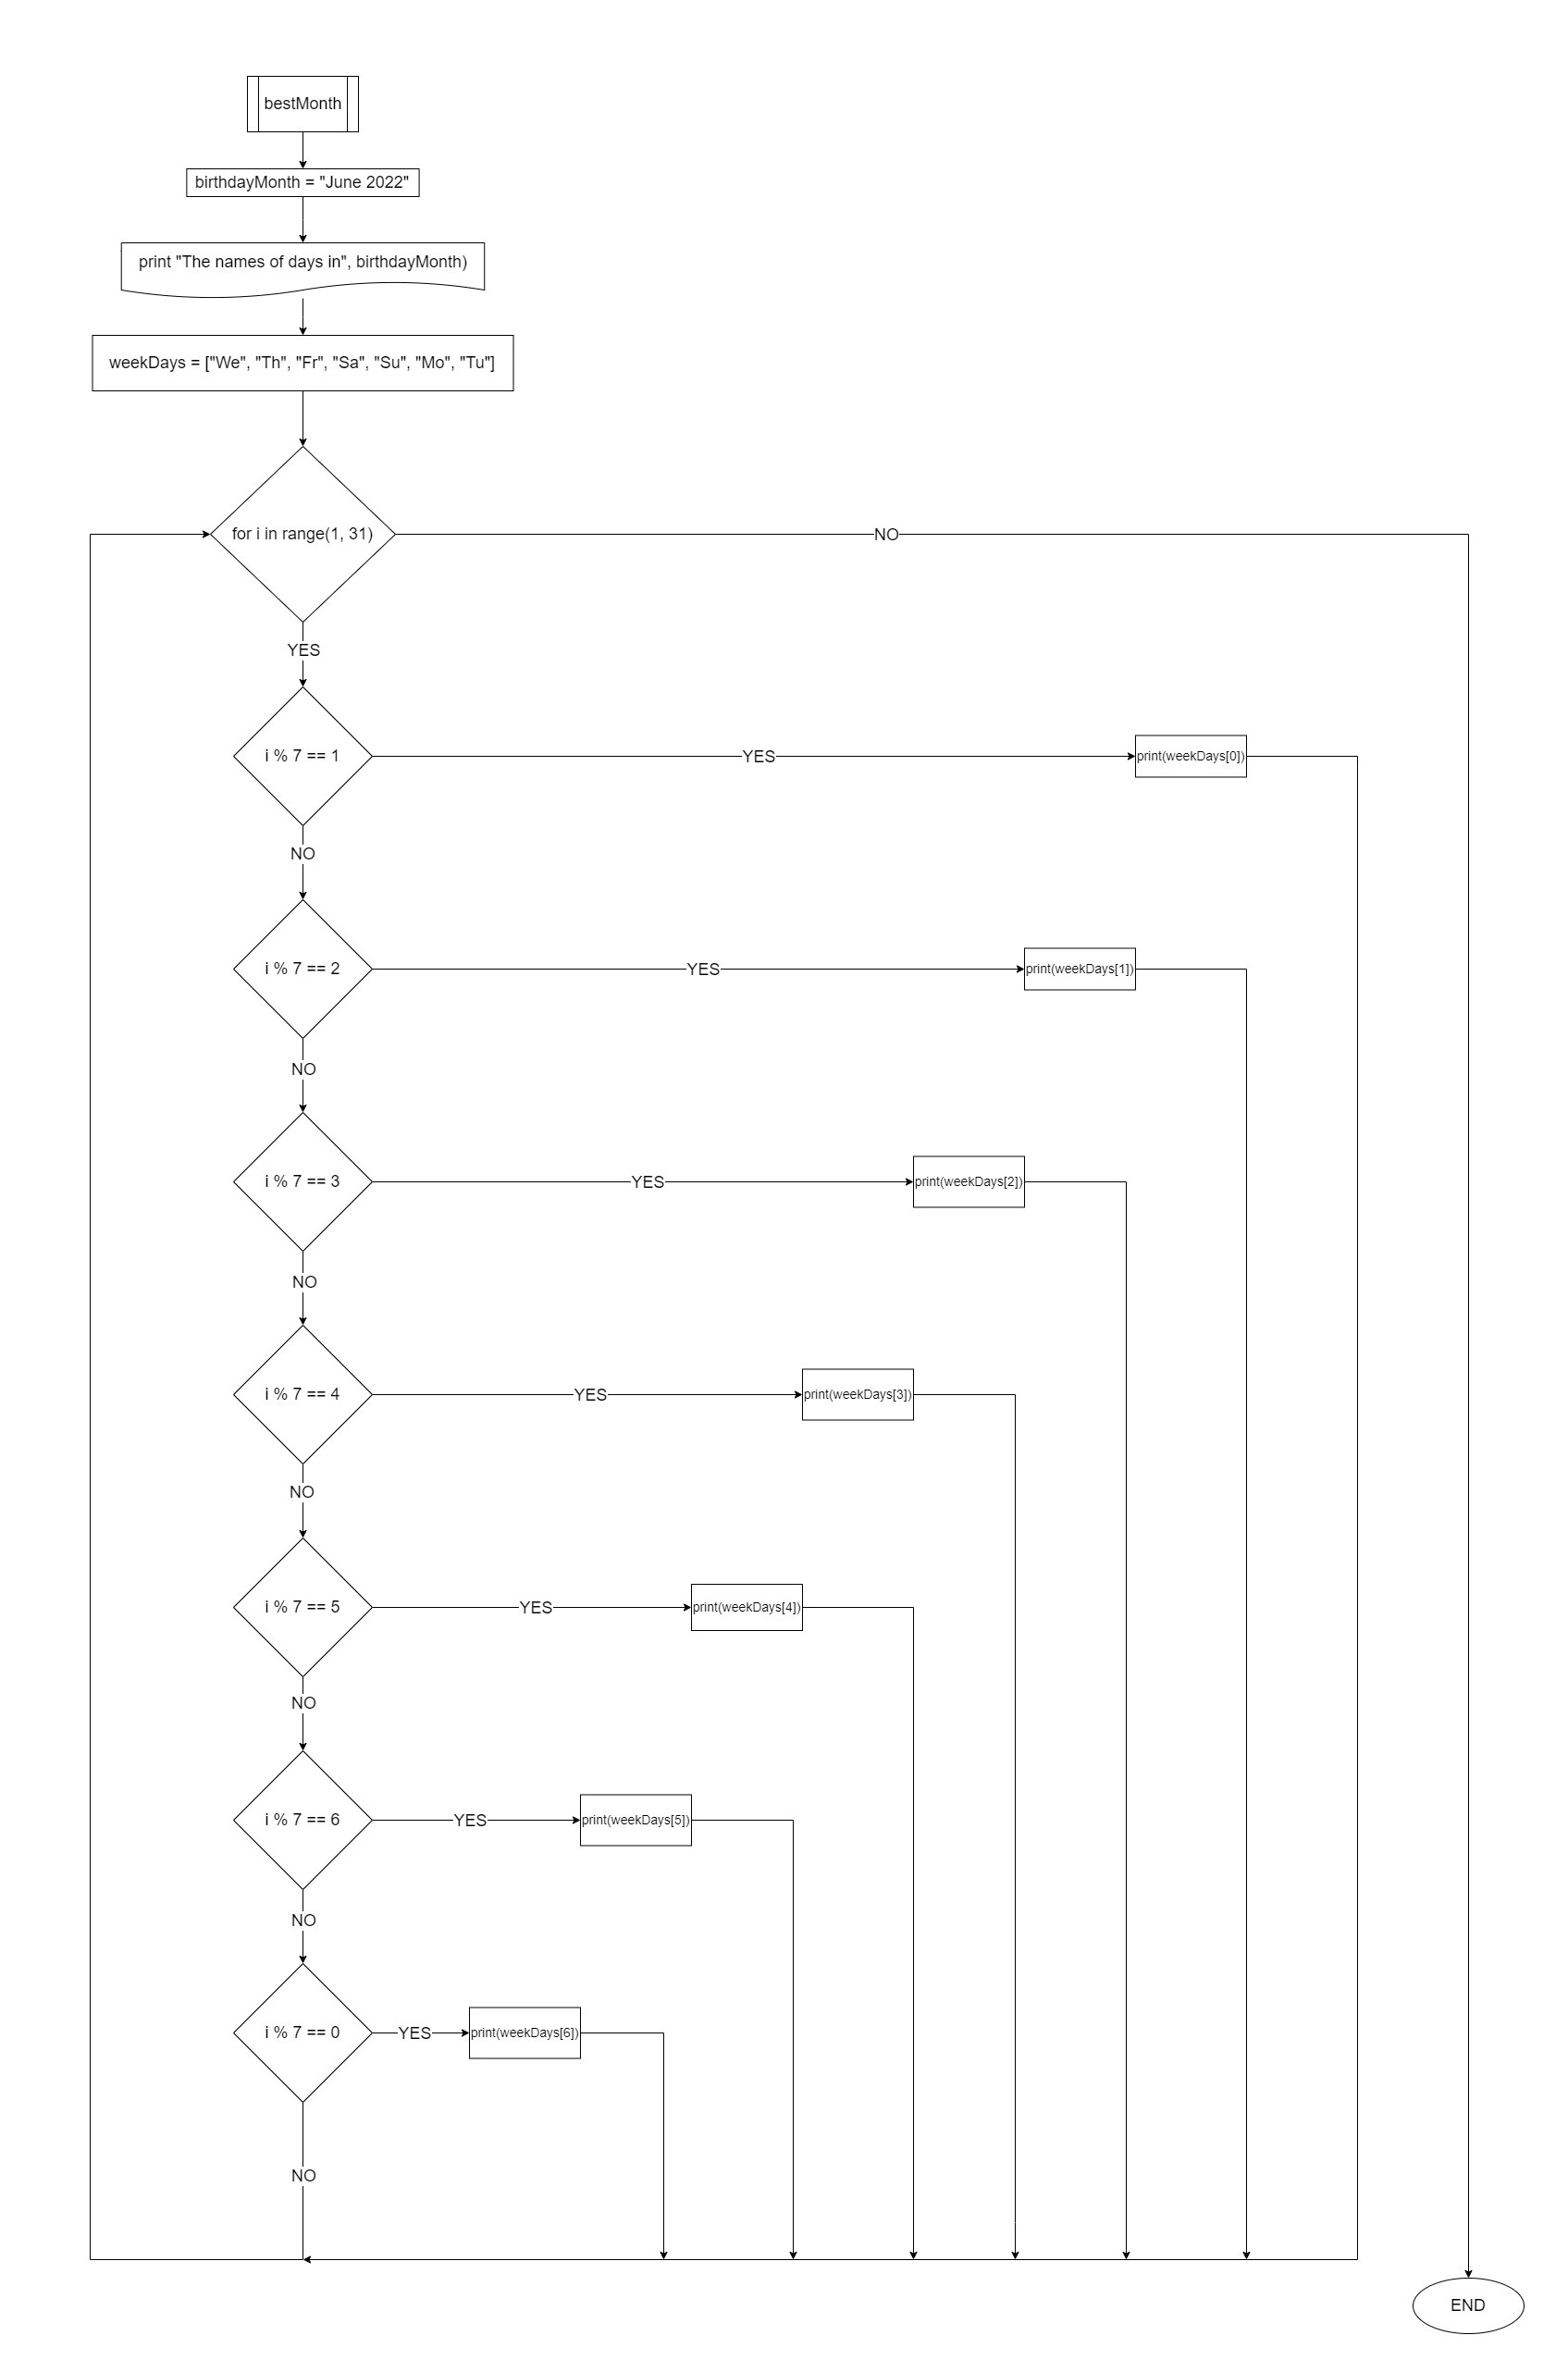 bestMonth
birthdayMonth = "June 2022"
print "The names of days in", birthdayMonth)
weekDays = ["We", "Th", "Fr", "Sa", "Su", "Mo", "Tu"]
for i in range(1, 31)
NO
YES
i % 7 == 1
YES
print(weekDays[0])
NO
i % 7 == 2
YES
print(weekDays[1])
NO
i % 7 == 3
YES
print(weekDays[2])
NO
i % 7 == 4
YES
print(weekDays[3])
NO
i % 7 == 5
YES
print(weekDays[4])
NO
i % 7 == 6
YES
print(weekDays[5])
NO
i % 7 == 0
YES
print(weekDays[6])
NO
END